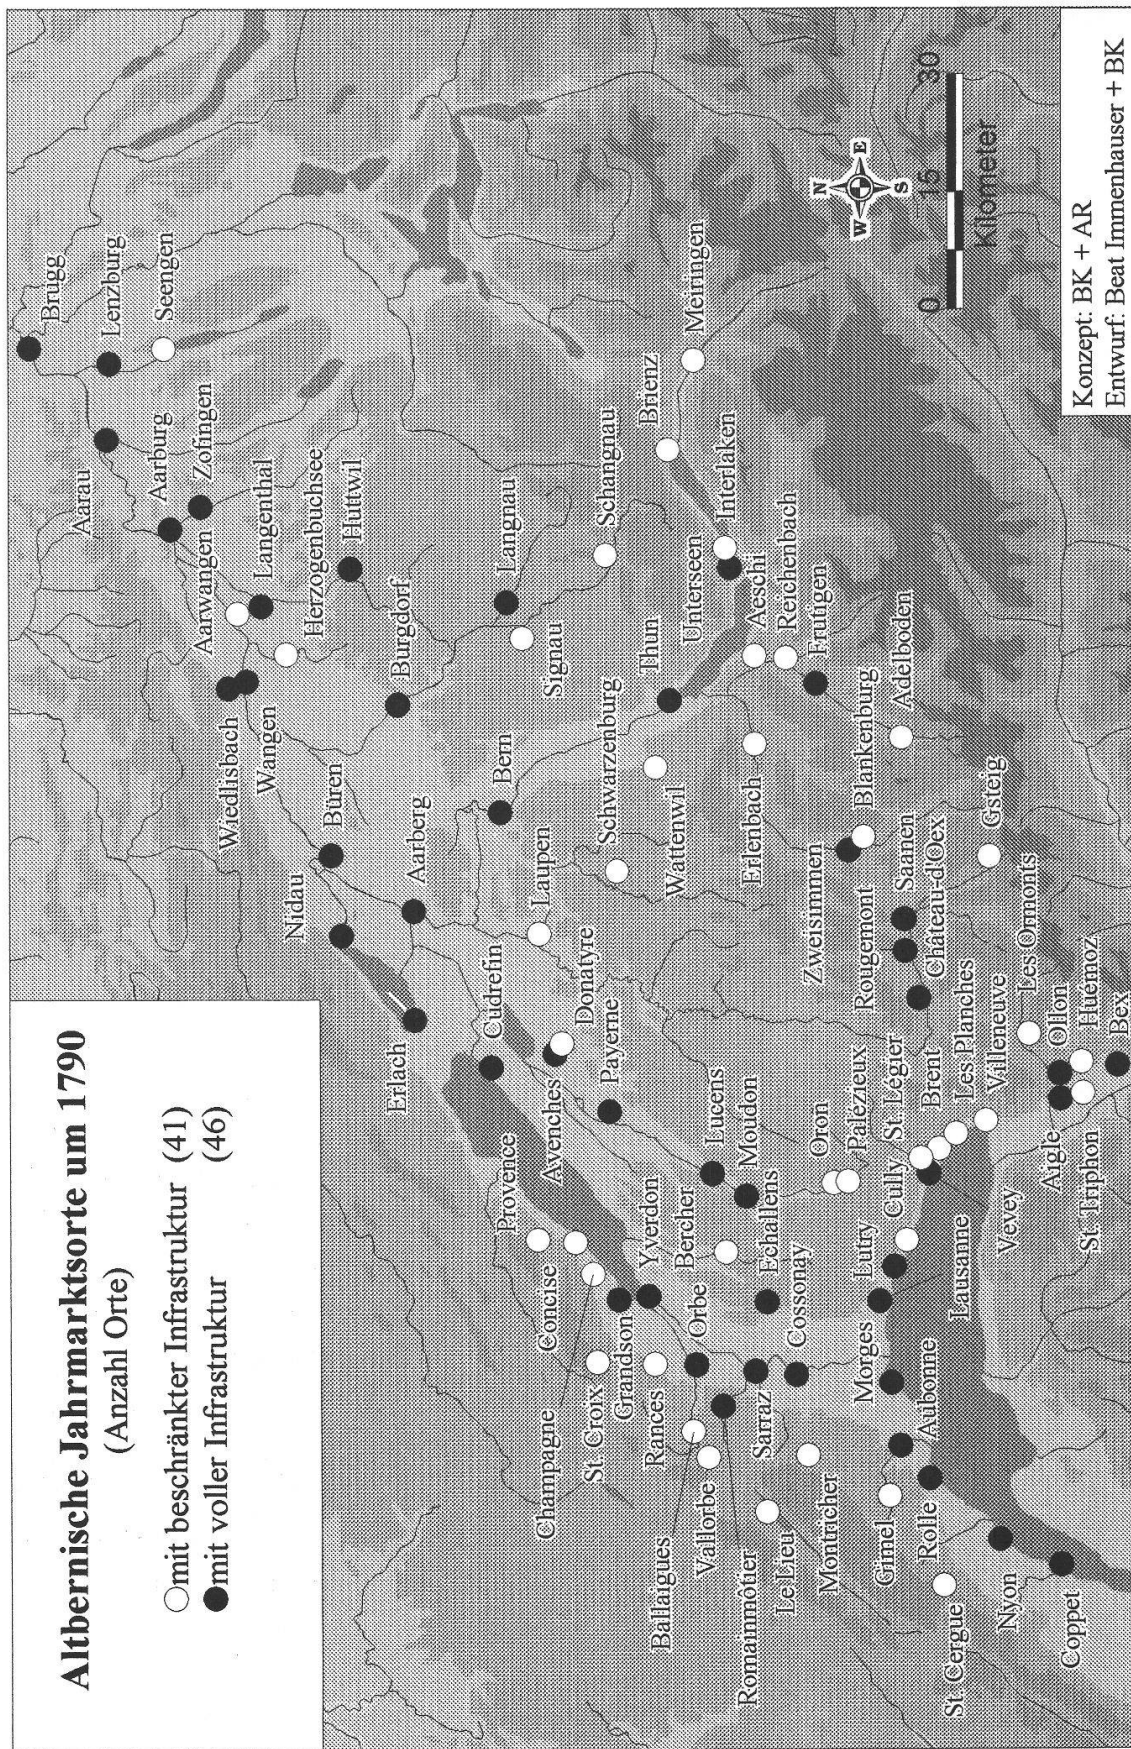 Altbernische Jahrmarktsorte um 1790
(Anzahl Orte)
mit beschränkter Infrastruktur (41)
mit voller Infrastruktur (46)
Brugg
Lenzburg
Seengen
Aarau
Aarburg
Zofingen
Aarwangen
Langenthal
Herzogenbuchsee
Huttwil
Wiedlisbach
Wangen
Burgdorf
Büren
Nidau
Aarberg
Erlach
Bern
Langnau
Signau
Schangnau
Laupen
Schwarzenburg
Wattenwil
Thun
Unterseen
Interlaken
Brienz
Meiringen
Aeschi
Reichenbach
Frutigen
Adelboden
Erlenbach
Blankenburg
Zweisimmen
Saanen
Gsteig
Rougemont
Château-d'Oex
Les Ormonts
Cudrefin
Donatyre
Avenches
Payerne
Provence
Concise
Champagne
St. Croix
Grandson
Yverdon
Bercher
Lucens
Moudon
Echallens
Oron
Palézieux
St. Légier
Brent
Les Planches
Villeneuve
Ollon
Huémoz
Bex
Aigle
St. Triphon
Vevey
Cully
Lutry
Lausanne
Morges
Cossonay
Orbe
Rances
Sarraz
Ballaigues
Vallorbe
Romainmôtier
Le Lieu
Montricher
Aubonne
Gimel
Rolle
St. Cergue
Nyon
Coppet
N
E
S
W
0 15 30
Kilometer
Konzept: BK + AR
Entwurf: Beat Immenhauser + BK